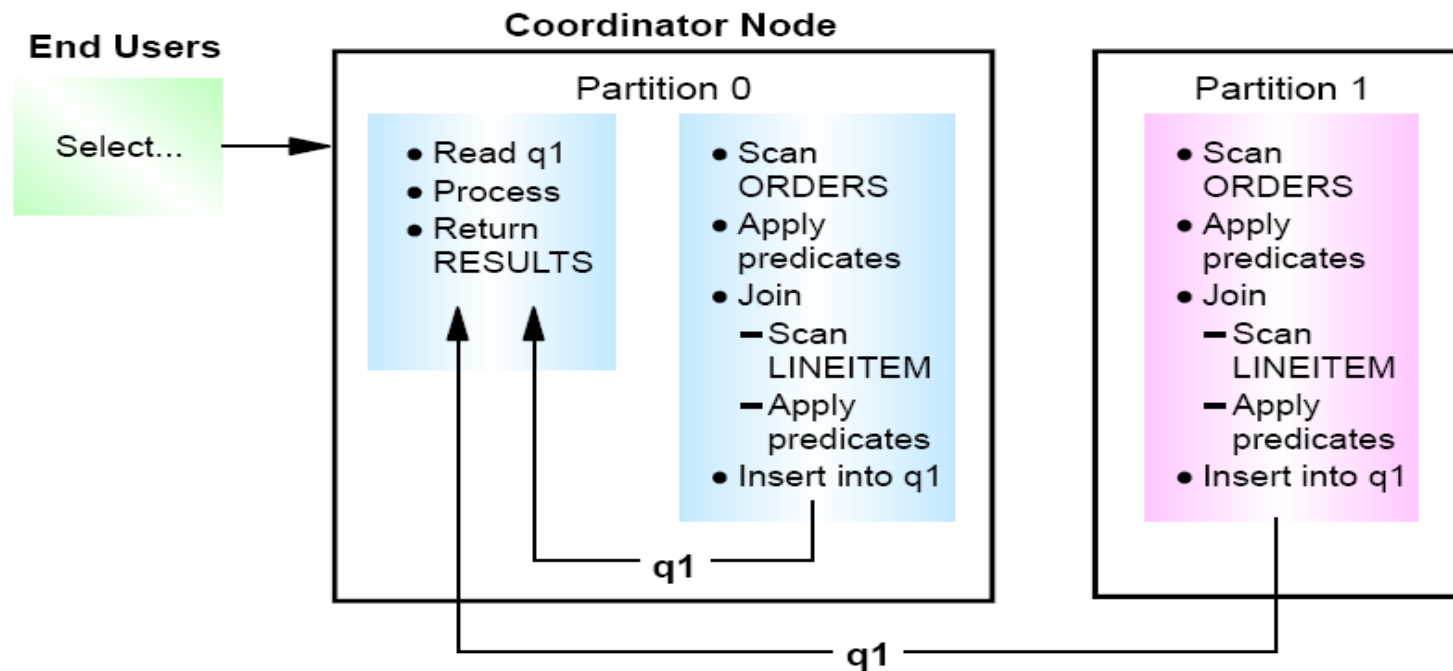 Coordinator Node
End Users
Select...
Partition 0
• Read q1
• Process
• Return
RESULTS
• Scan
ORDERS
• Apply
predicates
• Join
– Scan
LINEITEM
– Apply
predicates
• Insert into q1
q1
Partition 1
• Scan
ORDERS
• Apply
predicates
• Join
– Scan
LINEITEM
– Apply
predicates
• Insert into q1
q1